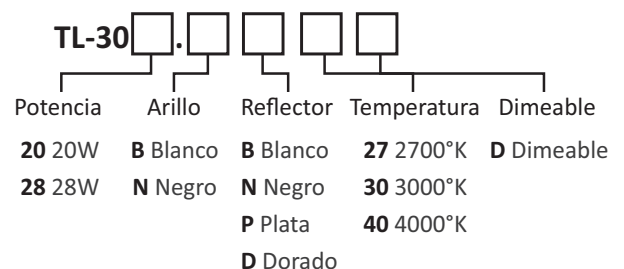 TL-30 .
Potencia Arillo Reflector Temperatura Dimeable
20 20W B Blanco B Blanco 27 2700°K D Dimeable
28 28W N Negro N Negro 30 3000°K
P Plata 40 4000°K
D Dorado